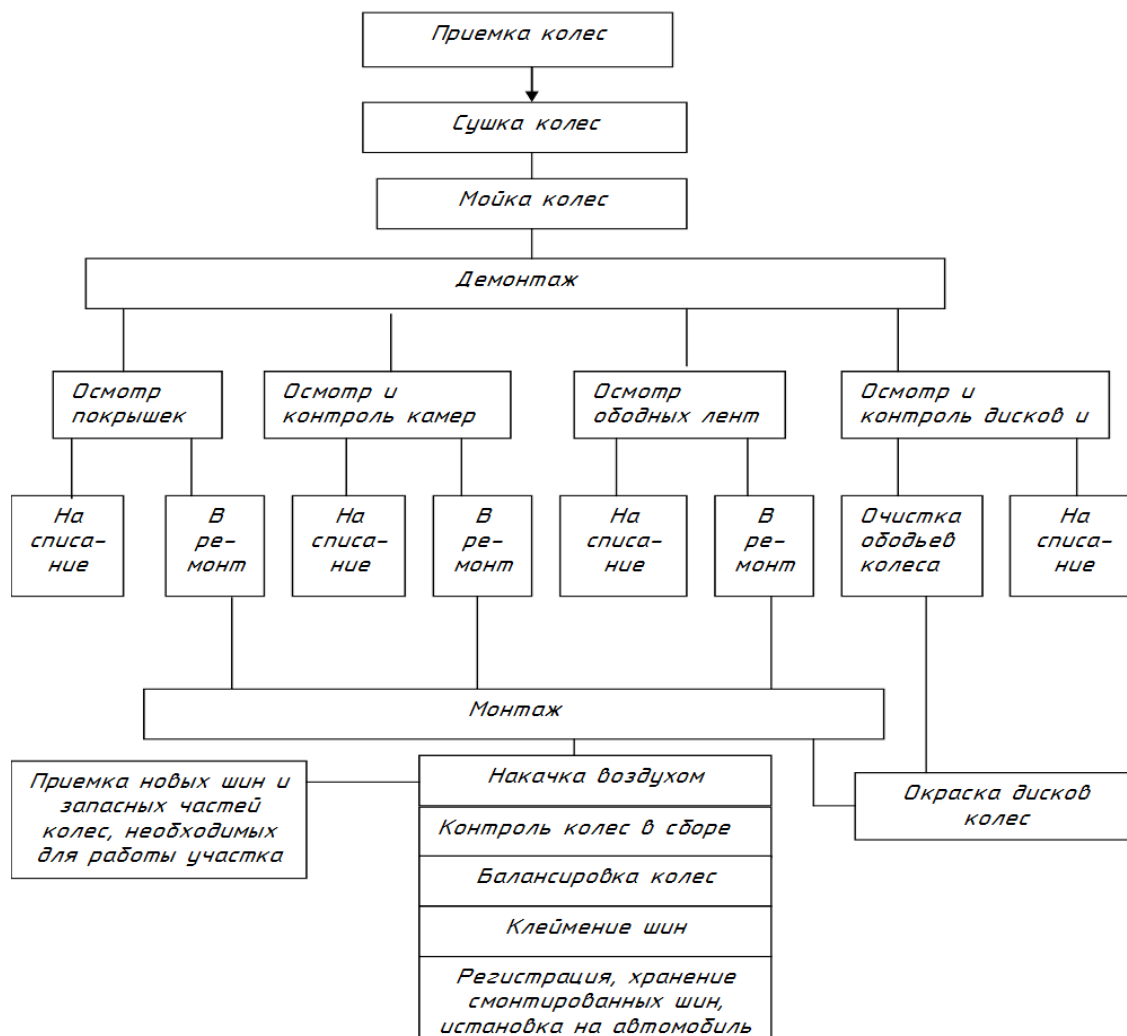 Приемка колес
Сушка колес
Мойка колес
Демонтаж
Осмотр
покрышек
Осмотр и
контроль камер
Осмотр
ободных лент
Осмотр и
контроль дисков и
На
списа-
ние
В
ре-
монт
На
списа-
ние
В
ре-
монт
На
списа-
ние
В
ре-
монт
Очистка
ободьев
колеса
На
списа-
ние
Монтаж
Приемка новых шин и
запасных частей
колес, необходимых
для работы участка
Накачка воздухом
Контроль колес в сборе
Балансировка колес
Клеймение шин
Регистрация, хранение
смонтированных шин,
истановка на автомобиль
Окраска дисков
колес